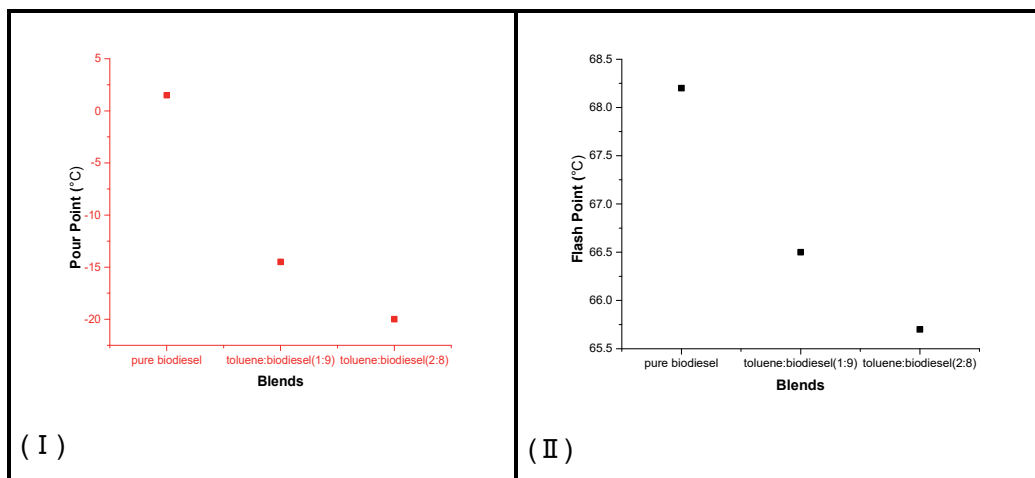 5
0
-5
-10
-15
-20
Pour Point (°C)
pure biodiesel toluene:biodiesel(1:9) toluene:biodiesel(2:8)
Blends
(Ⅰ)
68.5
68.0
67.5
67.0
66.5
66.0
65.5
Flash Point (°C)
pure biodiesel toluene:biodiesel(1:9) toluene:biodiesel(2:8)
Blends
(Ⅱ)